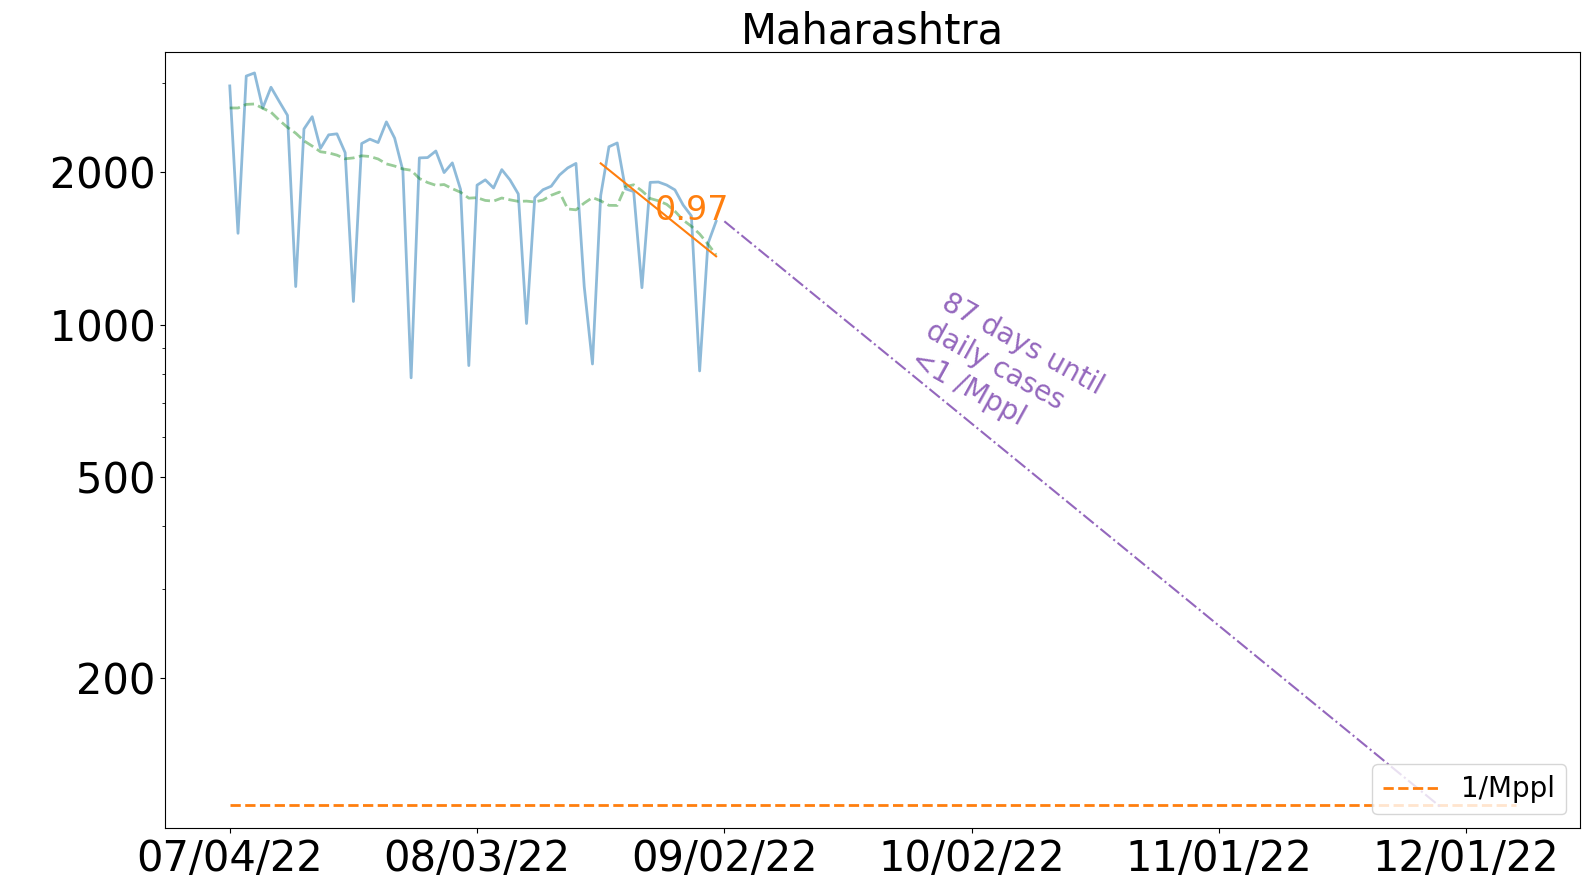 Maharashtra
2000
1000
500
200
0.97
87 days until
daily cases
<1 /Mppl
1/Mppl
07/04/22
08/03/22
09/02/22
10/02/22
11/01/22
12/01/22